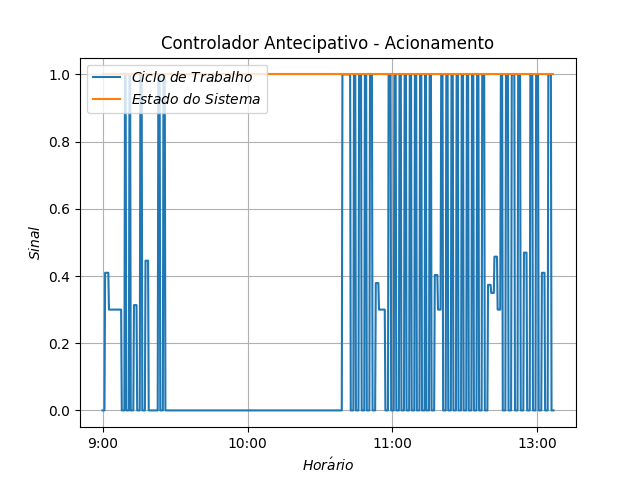 Controlador Antecipativo - Acionamento
Ciclo de Trabalho
Estado do Sistema
1.0
0.8
0.6
0.4
0.2
0.0
Sinal
9:00 10:00 11:00 13:00
Horário